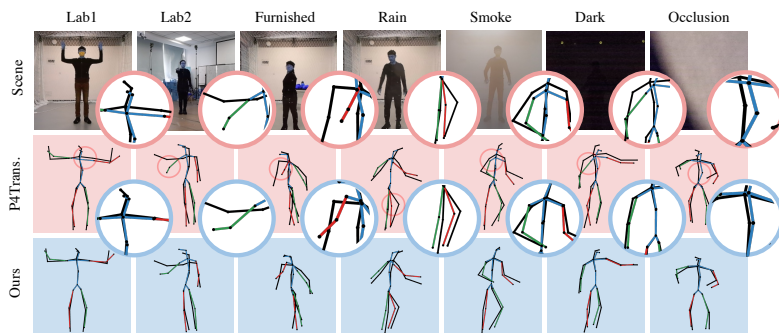 Lab1 Lab2 Furnished Rain Smoke Dark Occlusion
Scene
P4Trans.
Ours